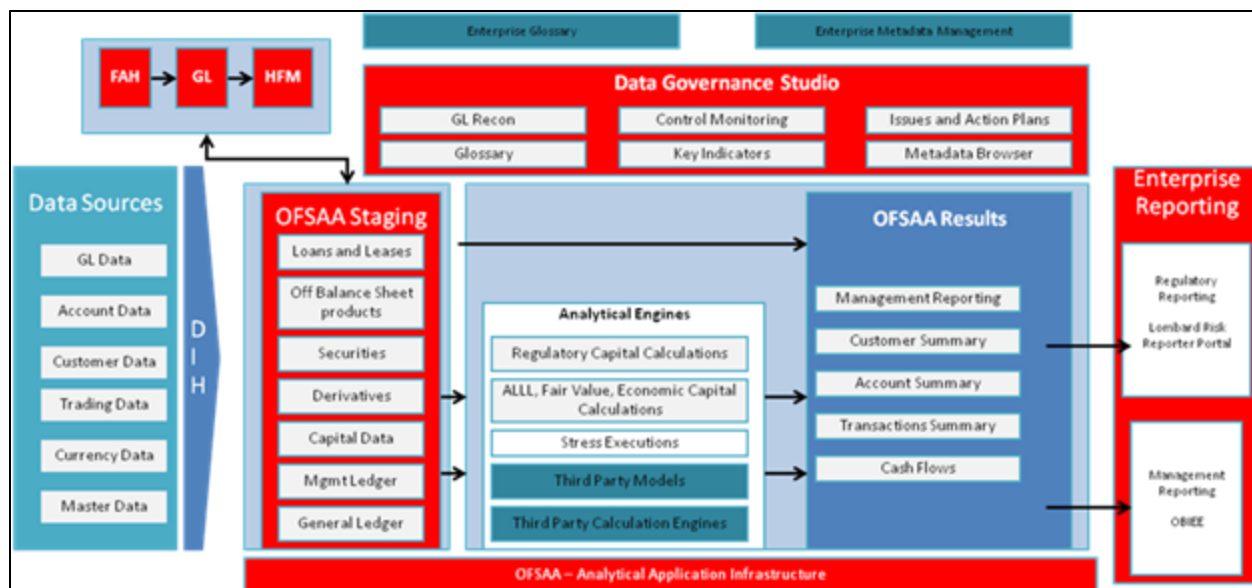 Enterprise Glossary
Enterprise Metadata Management
FAH
GL
HFM
Data Governance Studio
GL Recon
Control Monitoring
Issues and Action Plans
Glossary
Key Indicators
Metadata Browser
Data Sources
GL Data
Account Data
Customer Data
Trading Data
Currency Data
Master Data
D
I
H
OFSAA Staging
Loans and Leases
Off Balance Sheet
products
Securities
Derivatives
Capital Data
Mgmt Ledger
General Ledger
Analytical Engines
Regulatory Capital Calculations
ALLL, Fair Value, Economic Capital
Calculations
Stress Executions
Third Party Models
Third Party Calculation Engines
OFSAA Results
Management Reporting
Customer Summary
Account Summary
Transactions Summary
Cash Flows
Enterprise
Reporting
Regulatory
Reporting
Lombard Risk
Reporter Portal
Management
Reporting
OBIEE
OFSAA – Analytical Application Infrastructure